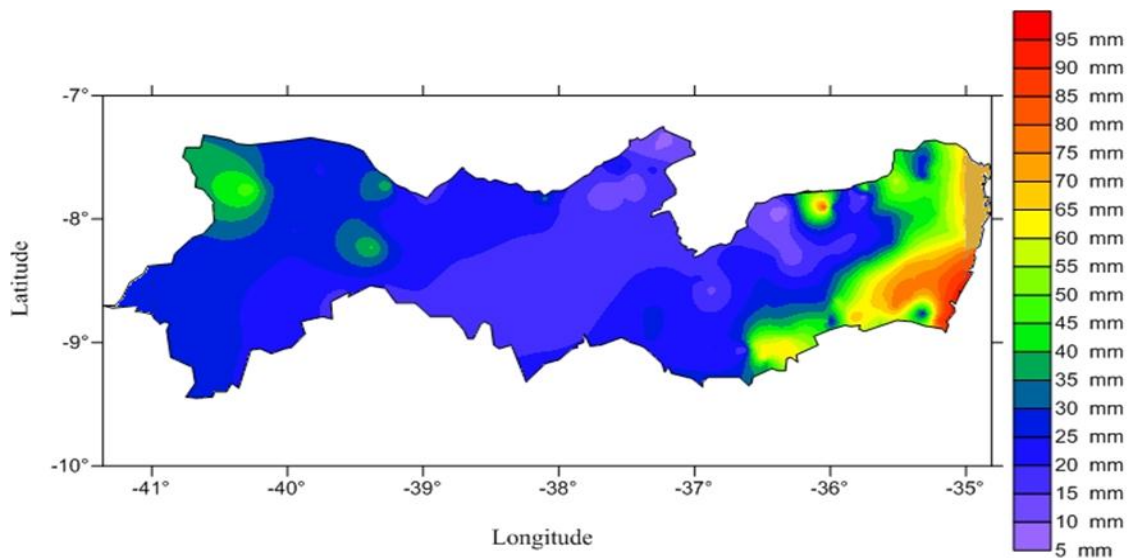 95 mm
90 mm
85 mm
80 mm
75 mm
70 mm
65 mm
60 mm
55 mm
50 mm
45 mm
40 mm
35 mm
30 mm
25 mm
20 mm
15 mm
10 mm
5 mm
-7°
-8°
-9°
-10°
Latitude
-41°
-40°
-39°
-38°
-37°
-36°
-35°
Longitude